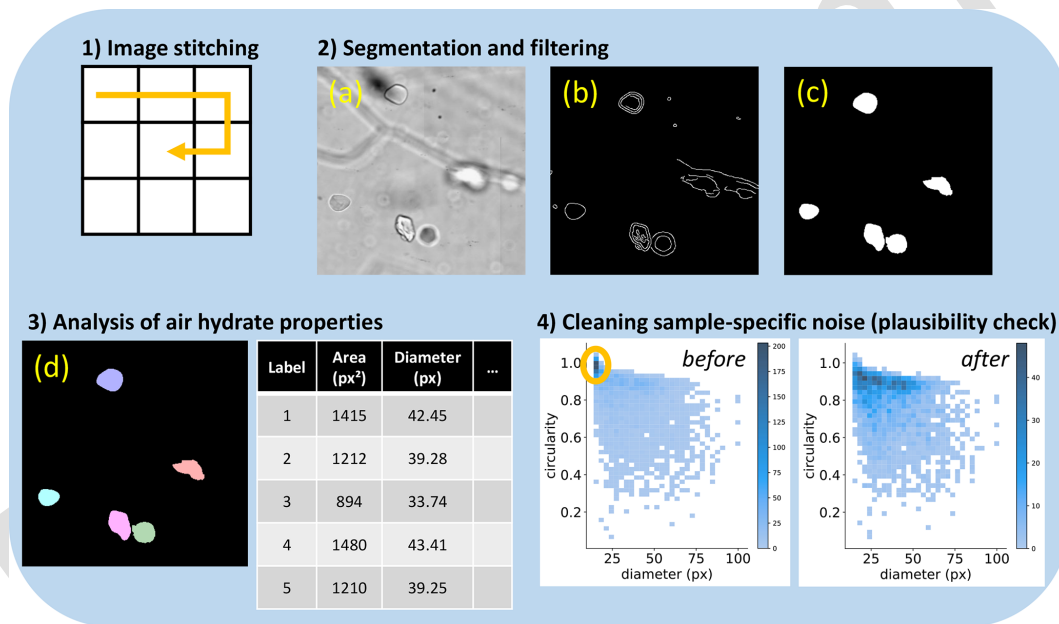 1) Image stitching
2) Segmentation and filtering
(a)
(b)
(c)
3) Analysis of air hydrate properties
(d)
Label Area (px²) Diameter (px) ...
1 1415 42.45
2 1212 39.28
3 894 33.74
4 1480 43.41
5 1210 39.25
4) Cleaning sample-specific noise (plausibility check)
before
1.0
0.8
0.6
0.4
0.2
circularity
25 50 75 100
diameter (px)
200
175
150
125
100
75
50
25
0
after
1.0
0.8
0.6
0.4
0.2
circularity
25 50 75 100
diameter (px)
40
30
20
10
0